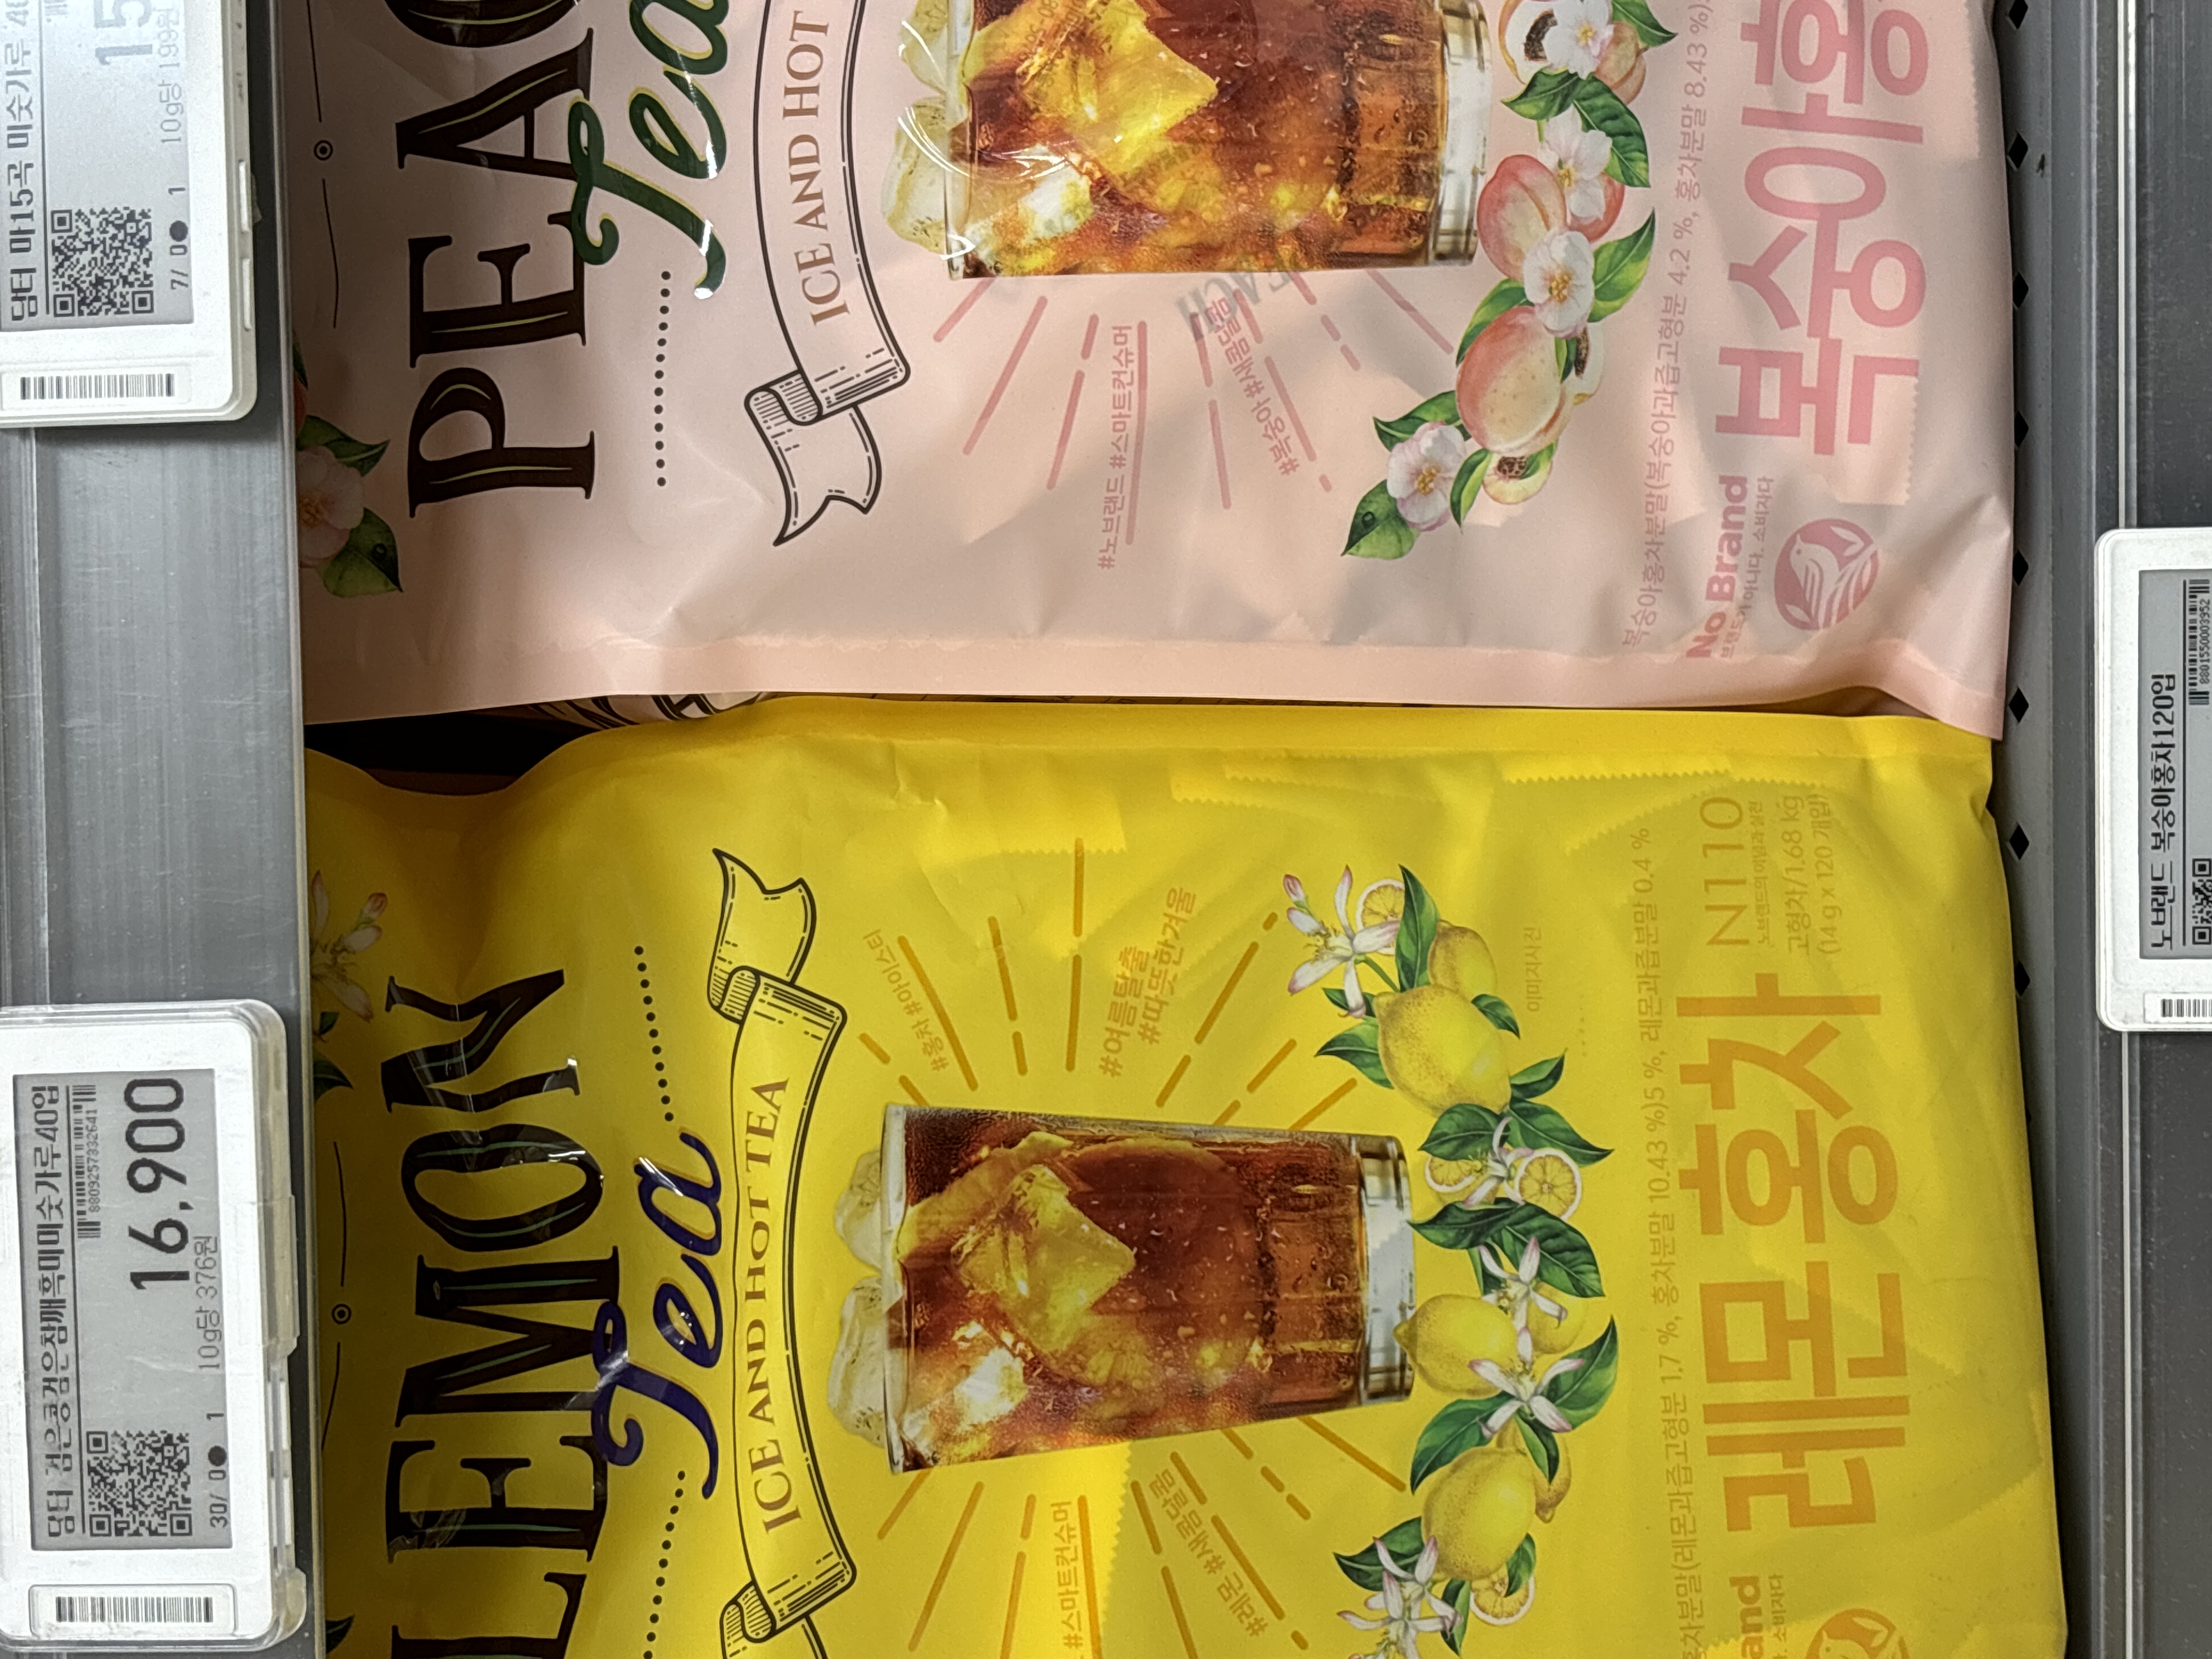 담터 검은콩검은참깨흑미미숫가루40입
8809257332641
16,900
30/ 0● 1
10g당 376원
담터 마15곡 미숫가루
15
7/ 0● 1
10g당 199원
LEMON
Tea
ICE AND HOT TEA
#홍차 #아이스티
#스마트컨슈머
#여름탈출
#따뜻한겨울
#레몬 #새콤달콤
이미지사진
홍차분말(레몬과즙고형분 1.7 %, 홍차분말 10.43 %)5 %, 레몬과즙분말 0.4 %
and
소비자다
레몬 홍차
N110
노브랜드의 이념과 실천
고형차/1.68 kg
(14 g x 120 개입)
PEAC
Tea
ICE AND HOT
#노브랜드 #스마트컨슈머
#복숭아 #새콤달콤
복숭아홍차분말(복숭아과즙고형분 4.2 %, 홍차분말 8.43 %)
No Brand
브랜드가 아니다. 소비자다
복숭아홍
노브랜드 복숭아홍차120입
8801550003952